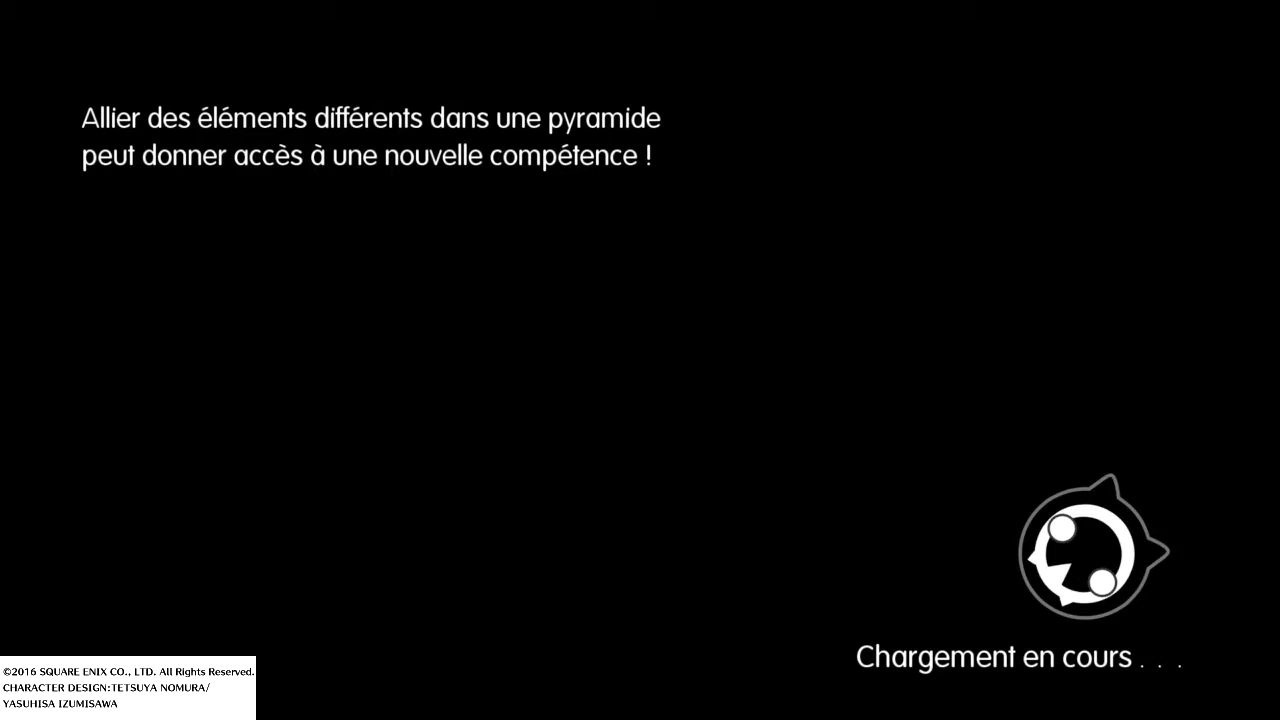 Allier des éléments différents dans une pyramide
peut donner accès à une nouvelle compétence !
Chargement en cours . . .
©2016 SQUARE ENIX CO., LTD. All Rights Reserved.
CHARACTER DESIGN:TETSUYA NOMURA/
YASUHISA IZUMISAWA